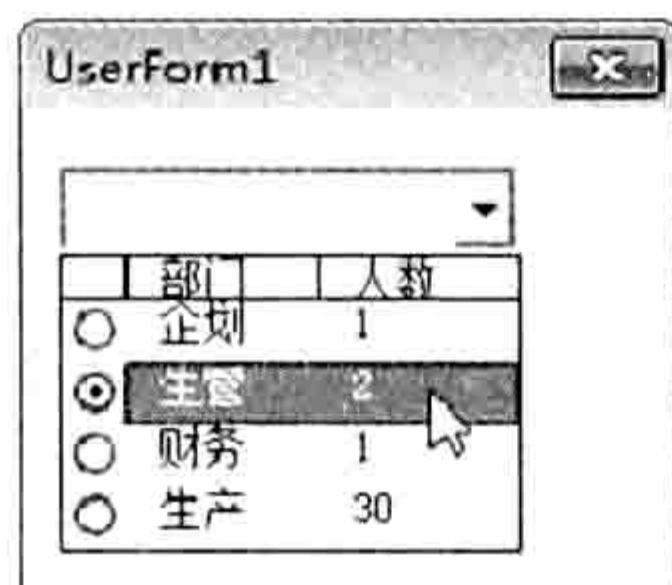 UserForm1
部门 人数
企划 1
生管 2
财务 1
生产 30